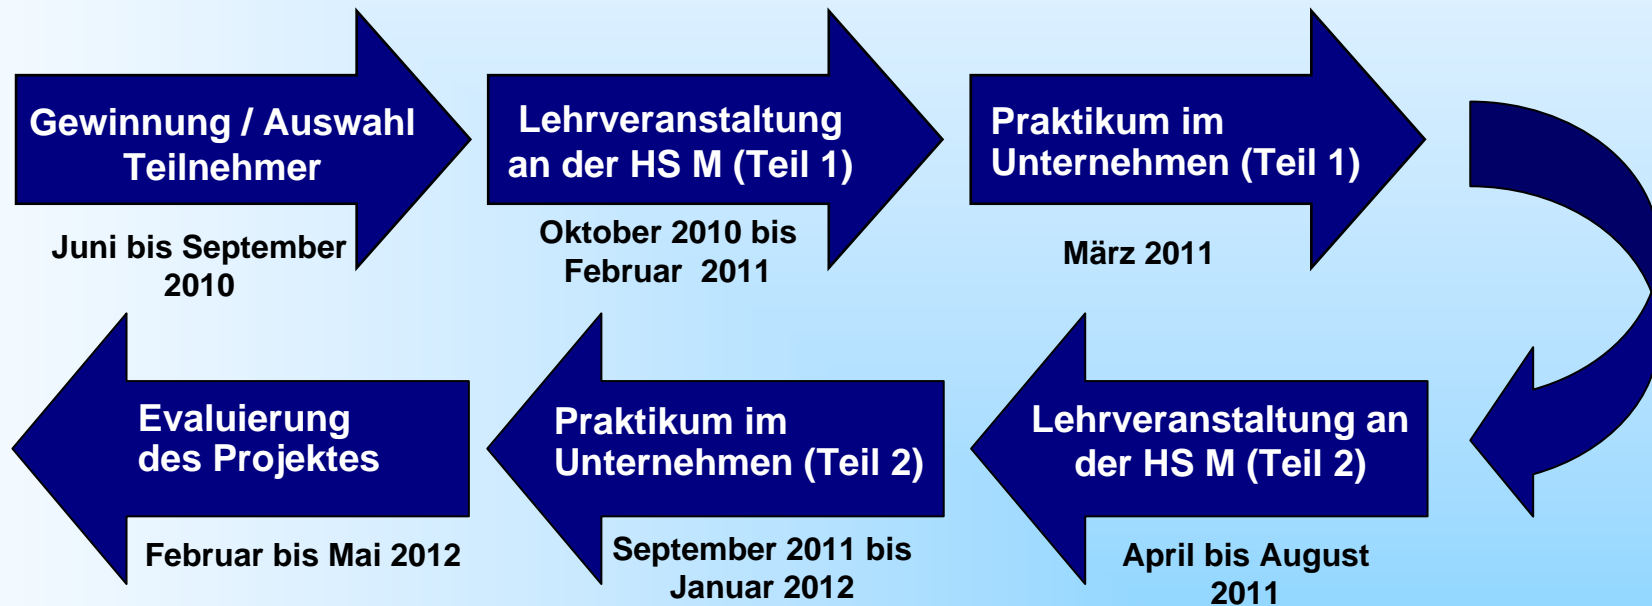 Gewinnung / Auswahl
Teilnehmer
Juni bis September
2010
Lehrveranstaltung
an der HS M (Teil 1)
Oktober 2010 bis
Februar 2011
Praktikum im
Unternehmen (Teil 1)
März 2011
Lehrveranstaltung an
der HS M (Teil 2)
April bis August
2011
Praktikum im
Unternehmen (Teil 2)
September 2011 bis
Januar 2012
Evaluierung
des Projektes
Februar bis Mai 2012